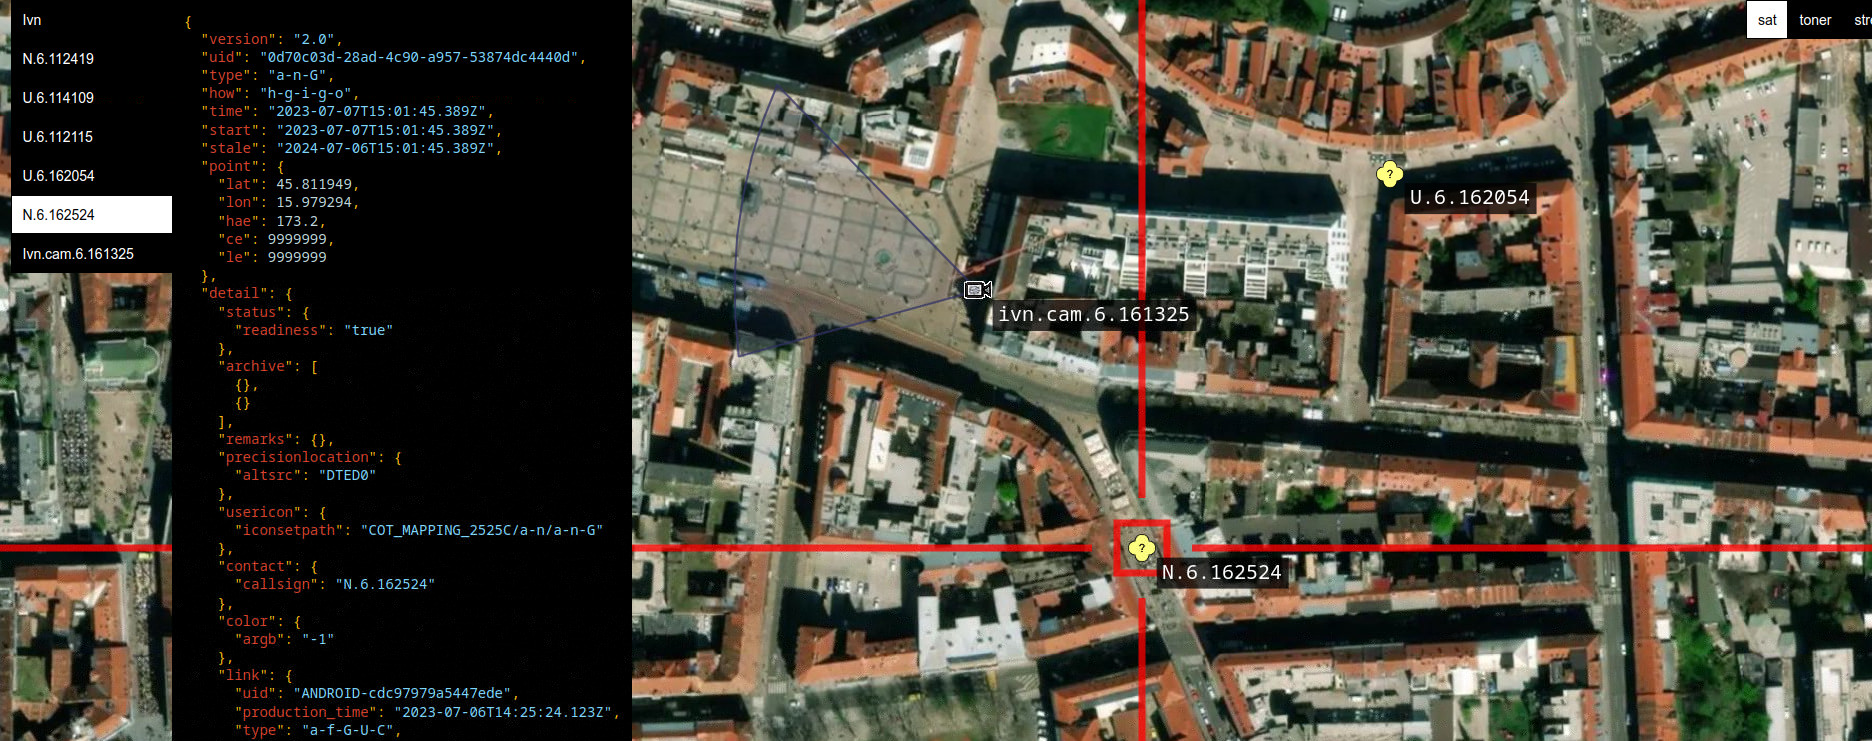 Ivn
N.6.112419
U.6.114109
U.6.112115
U.6.162054
N.6.162524
Ivn.cam.6.161325
{
"version": "2.0",
"uid": "0d70c03d-28ad-4c90-a957-53874dc4440d",
"type": "a-n-G",
"how": "h-g-i-g-o",
"time": "2023-07-07T15:01:45.389Z",
"start": "2023-07-07T15:01:45.389Z",
"stale": "2024-07-06T15:01:45.389Z",
"point": {
"lat": 45.811949,
"lon": 15.979294,
"hae": 173.2,
"ce": 9999999,
"le": 9999999
},
"detail": {
"status": {
"readiness": "true"
},
"archive": [
{},
{}
],
"remarks": {},
"precisionlocation": {
"altsrc": "DTED0"
},
"usericon": {
"iconsetpath": "COT_MAPPING_2525C/a-n/a-n-G"
},
"contact": {
"callsign": "N.6.162524"
},
"color": {
"argb": "-1"
},
"link": {
"uid": "ANDROID-cdc97979a5447ede",
"production_time": "2023-07-06T14:25:24.123Z",
"type": "a-f-G-U-C",
sat toner str
?
U.6.162054
ivn.cam.6.161325
?
N.6.162524